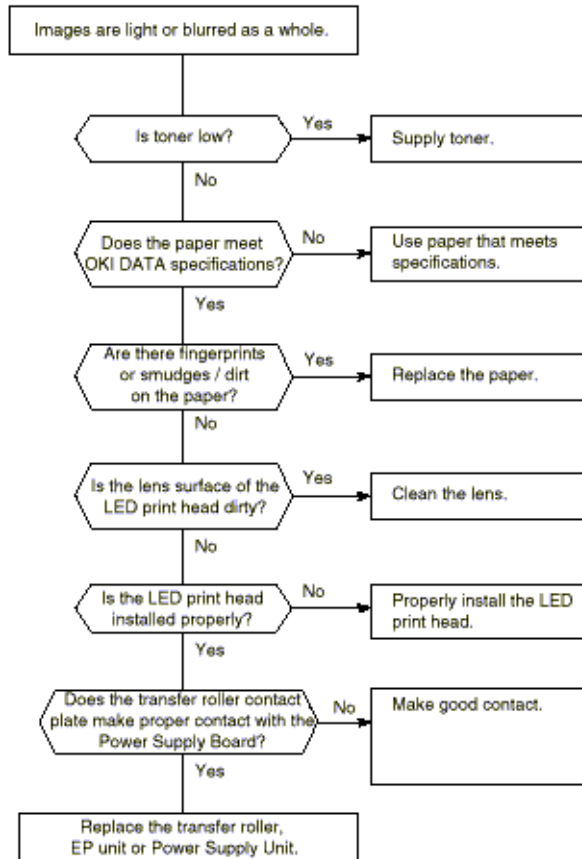 Images are light or blurred as a whole.
Is toner low?
Yes
Supply toner.
No
Does the paper meet
OKI DATA specifications?
No
Use paper that meets
specifications.
Yes
Are there fingerprints
or smudges / dirt
on the paper?
Yes
Replace the paper.
No
Is the lens surface of the
LED print head dirty?
Yes
Clean the lens.
No
Is the LED print head
installed properly?
No
Properly install the LED
print head.
Yes
Does the transfer roller contact
plate make proper contact with the
Power Supply Board?
No
Make good contact.
Yes
Replace the transfer roller,
EP unit or Power Supply Unit.